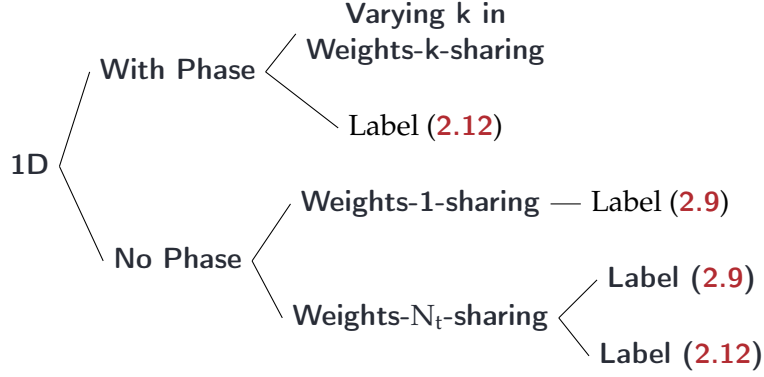 Varying k in
Weights-k-sharing
With Phase
Label (2.12)
1D
Weights-1-sharing
Label (2.9)
No Phase
Label (2.9)
Weights-Nₜ-sharing
Label (2.12)